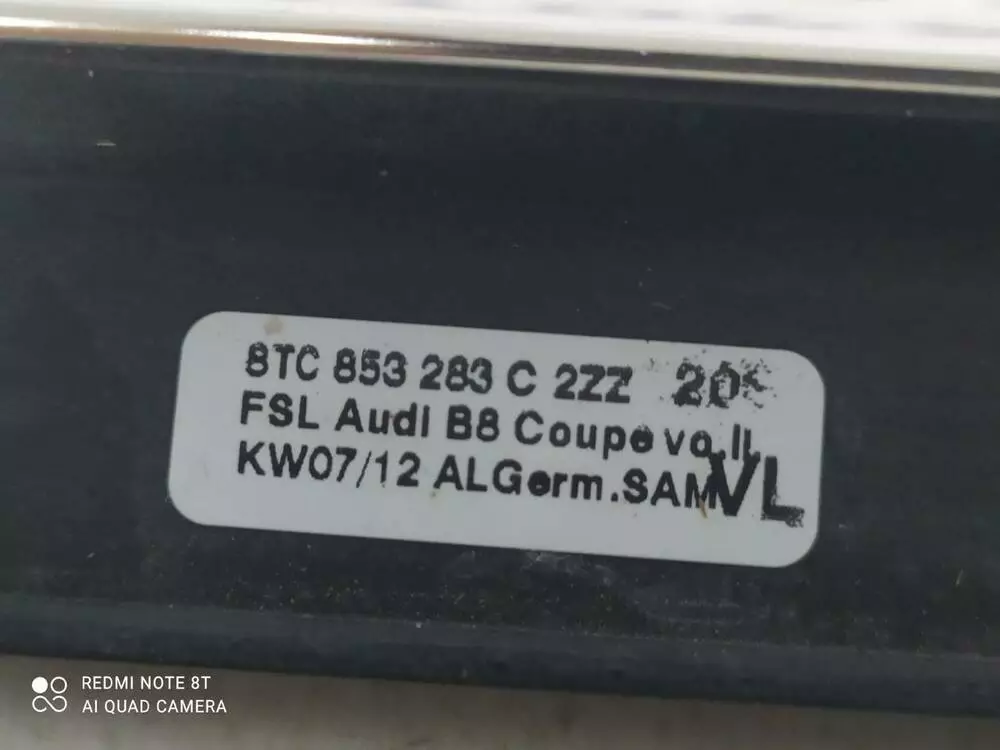 8TC 853 283 C 2ZZ
FSL Audi B8 Coupe vo.li.
KW07/12 ALGerm.SAM
VL
REDMI NOTE 8T
AI QUAD CAMERA